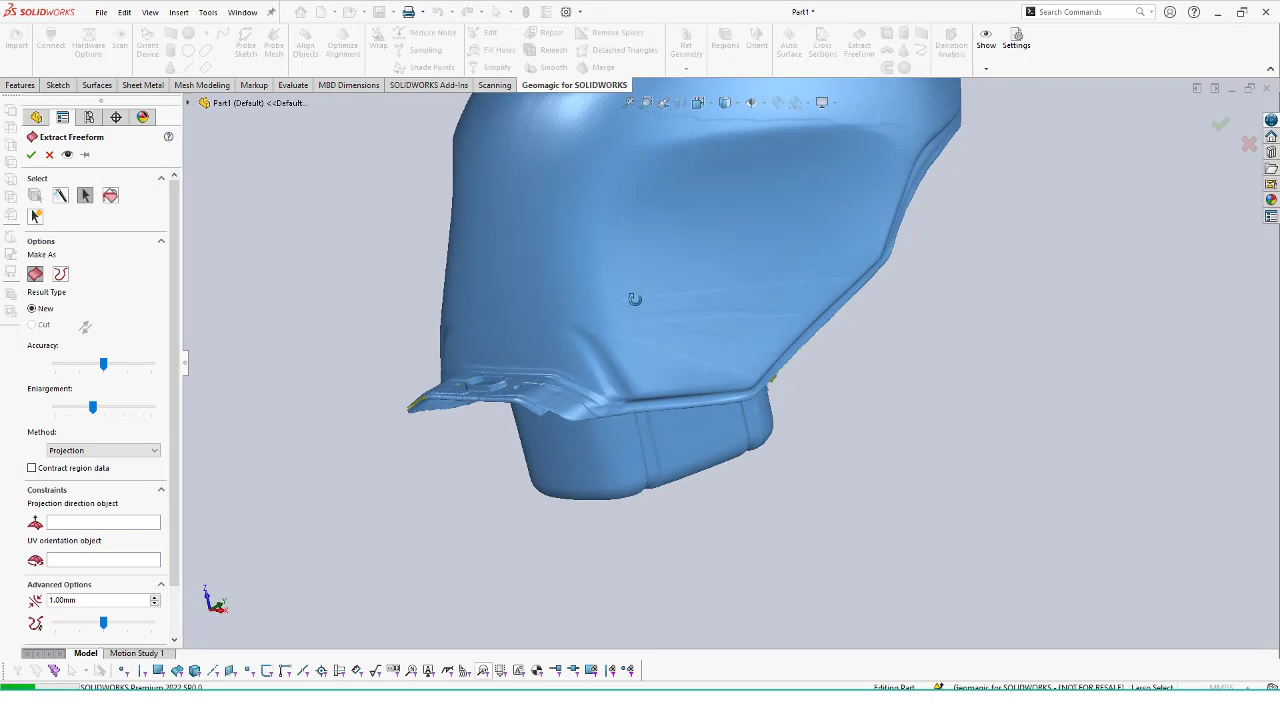 SOLIDWORKS File Edit View Insert Tools Window Part1 * Search Commands
Import Connect Hardware Options Scan Orient Device Probe Sketch Probe Mesh Align Objects Optimize Alignment Wrap Reduce Noise Sampling Shade Points Edit Fill Holes Simplify Repair Remesh Smooth Remove Spikes Detached Triangles Merge Ref Geometry Regions Orient Auto Surface Cross Sections Extract Freeform Deviation Analysis Show Settings
Features Sketch Surfaces Sheet Metal Mesh Modeling Markup Evaluate MBD Dimensions SOLIDWORKS Add-Ins Scanning Geomagic for SOLIDWORKS
Part1 (Default) <<Default...
Extract Freeform
Select
Options
Make As
Result Type
New
Cut
Accuracy:
Enlargement:
Method:
Projection
Contract region data
Constraints
Projection direction object
UV orientation object
Advanced Options
1.00mm
Z Y X
Model Motion Study 1
SOLIDWORKS Premium 2022 SP0.0 Editing Part Geomagic for SOLIDWORKS - [NOT FOR RESALE] Lasso Select MMGS